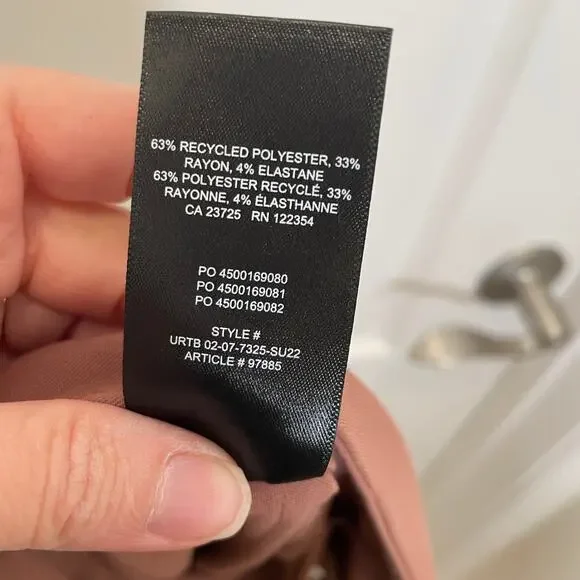 63% RECYCLED POLYESTER, 33%
RAYON, 4% ELASTANE
63% POLYESTER RECYCLÉ, 33%
RAYONNE, 4% ÉLASTHANNE
CA 23725 RN 122354
PO 4500169080
PO 4500169081
PO 4500169082
STYLE #
URTB 02-07-7325-SU22
ARTICLE # 97885